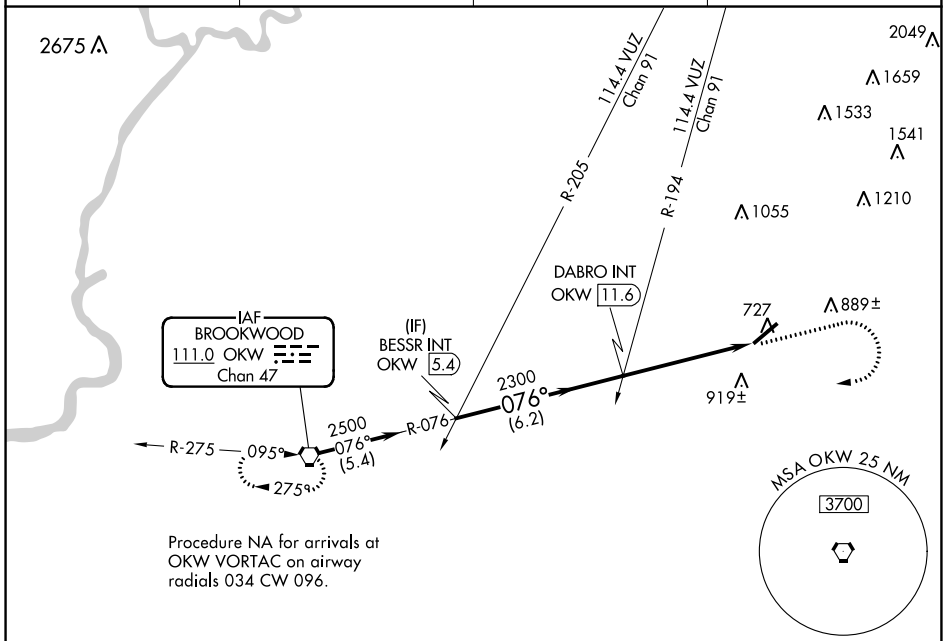 2675
2049
1659
1533
1541
1210
1055
114.4 VUZ
Chan 91
R-205
114.4 VUZ
Chan 91
R-194
DABRO INT
OKW 11.6
727
889±
919±
IAF
BROOKWOOD
111.0 OKW
Chan 47
(IF)
BESSR INT
OKW 5.4
2300
076°
(6.2)
2500
076°
(5.4)
R-076
R-275
095°
275°
MSA OKW 25 NM
3700
Procedure NA for arrivals at
OKW VORTAC on airway
radials 034 CW 096.